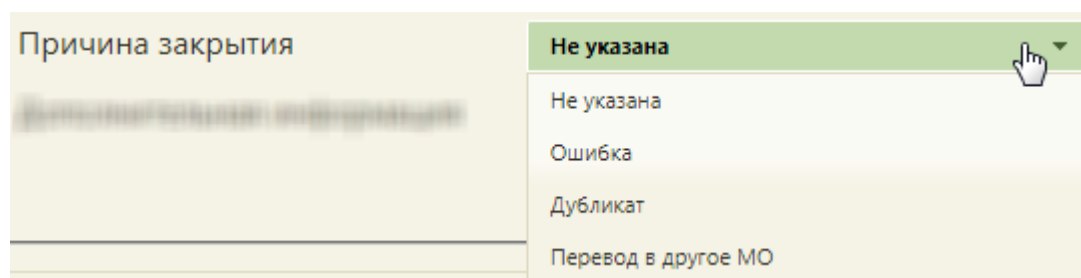 Причина закрытия
Не указана
Не указана
Ошибка
Дубликат
Перевод в другое МО